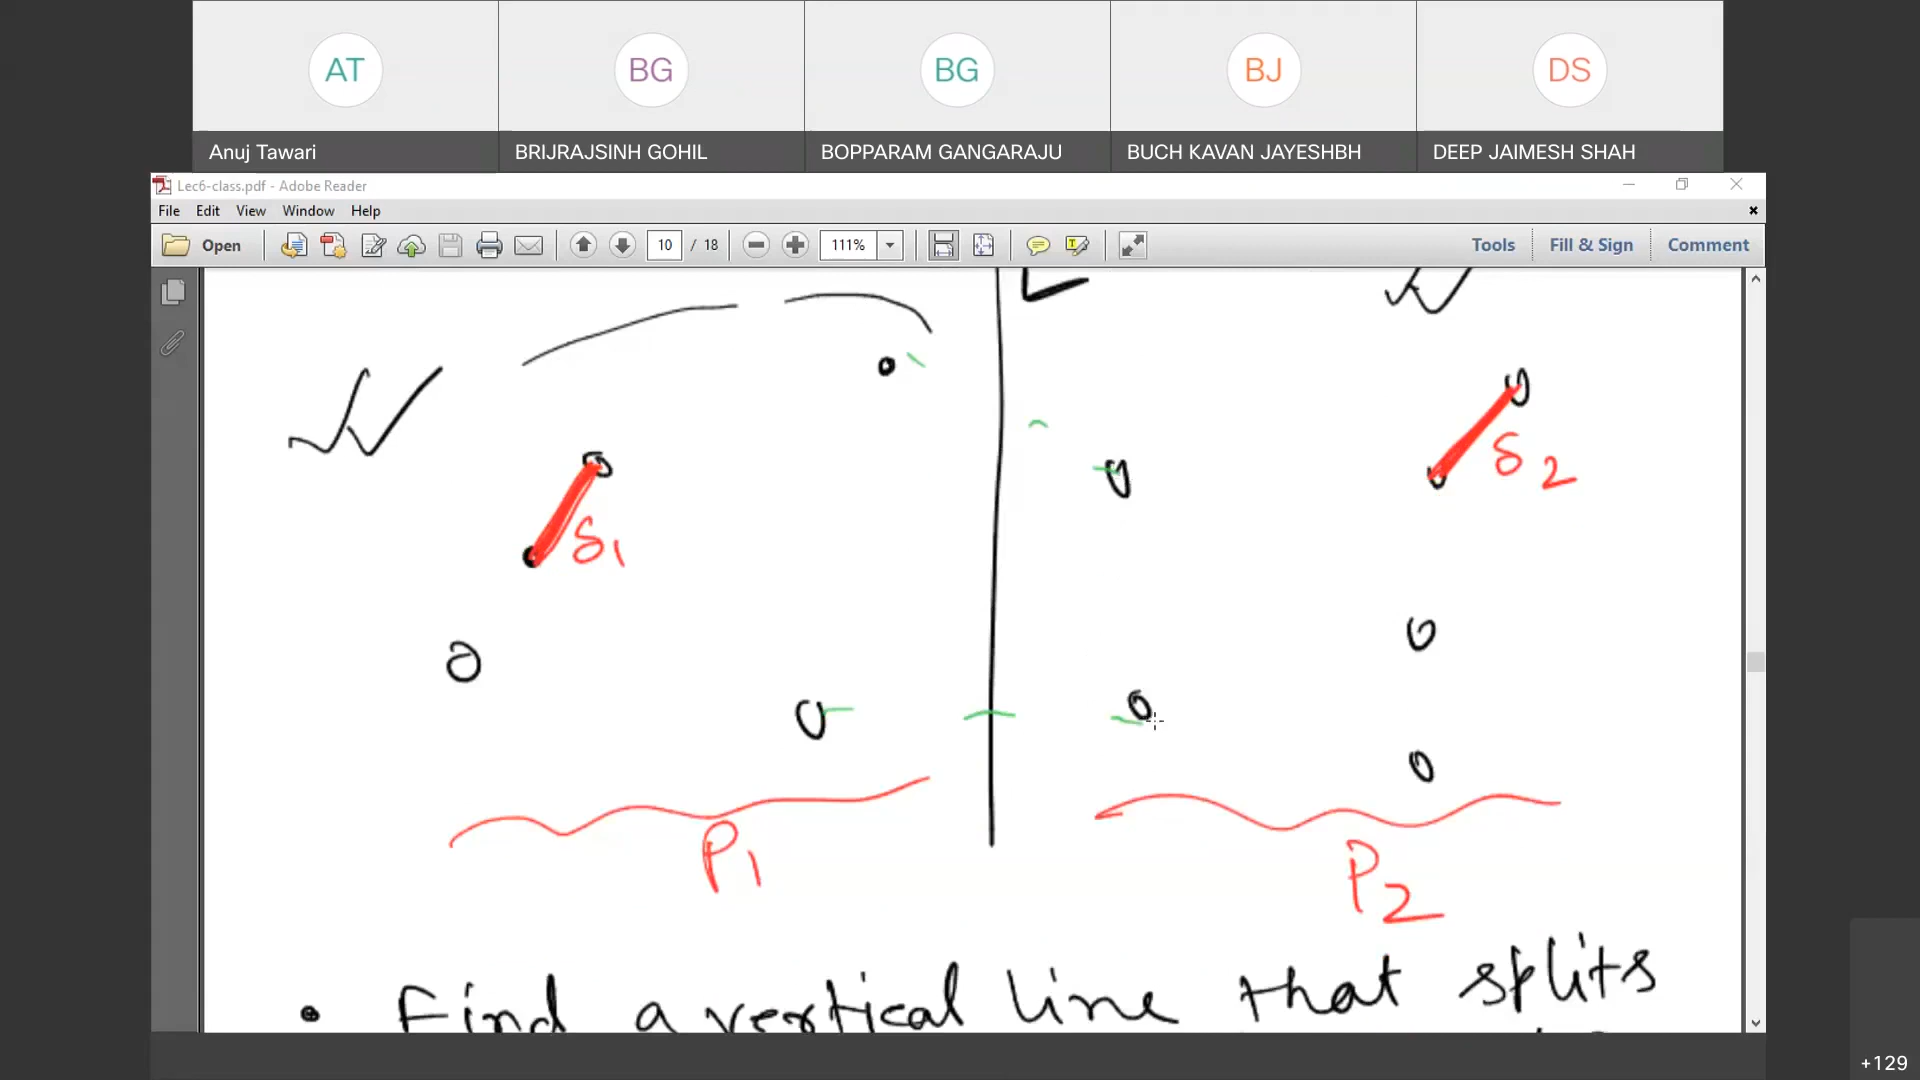 AT BG BG BJ DS
Anuj Tawari BRIJRAJSINH GOHIL BOPPARAM GANGARAJU BUCH KAVAN JAYESHBH DEEP JAIMESH SHAH
Lec6-class.pdf - Adobe Reader
File Edit View Window Help
Open 10 / 18 111% Tools Fill & Sign Comment
L
δ2
δ1
P1
P2
• Find a vertical line that splits
+129